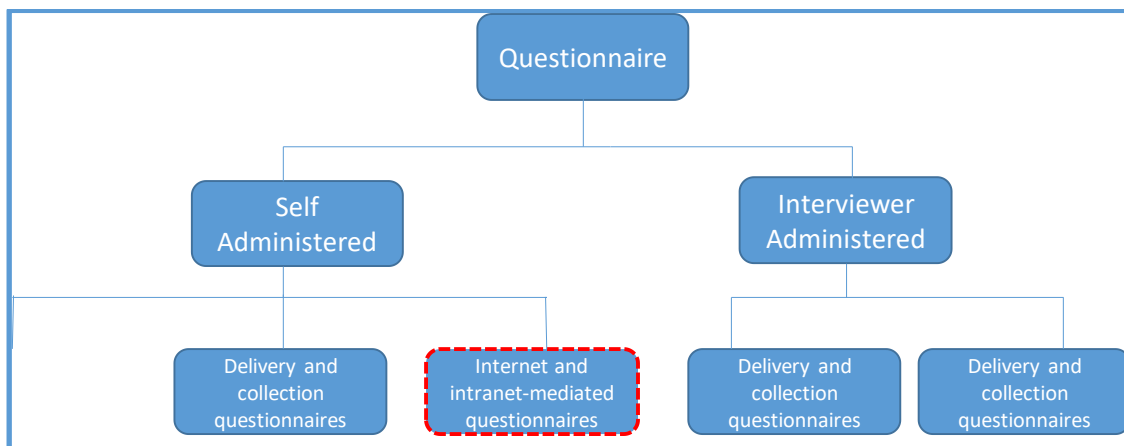 Questionnaire
Self
Administered
Interviewer
Administered
Delivery and
collection
questionnaires
Internet and
intranet-mediated
questionnaires
Delivery and
collection
questionnaires
Delivery and
collection
questionnaires